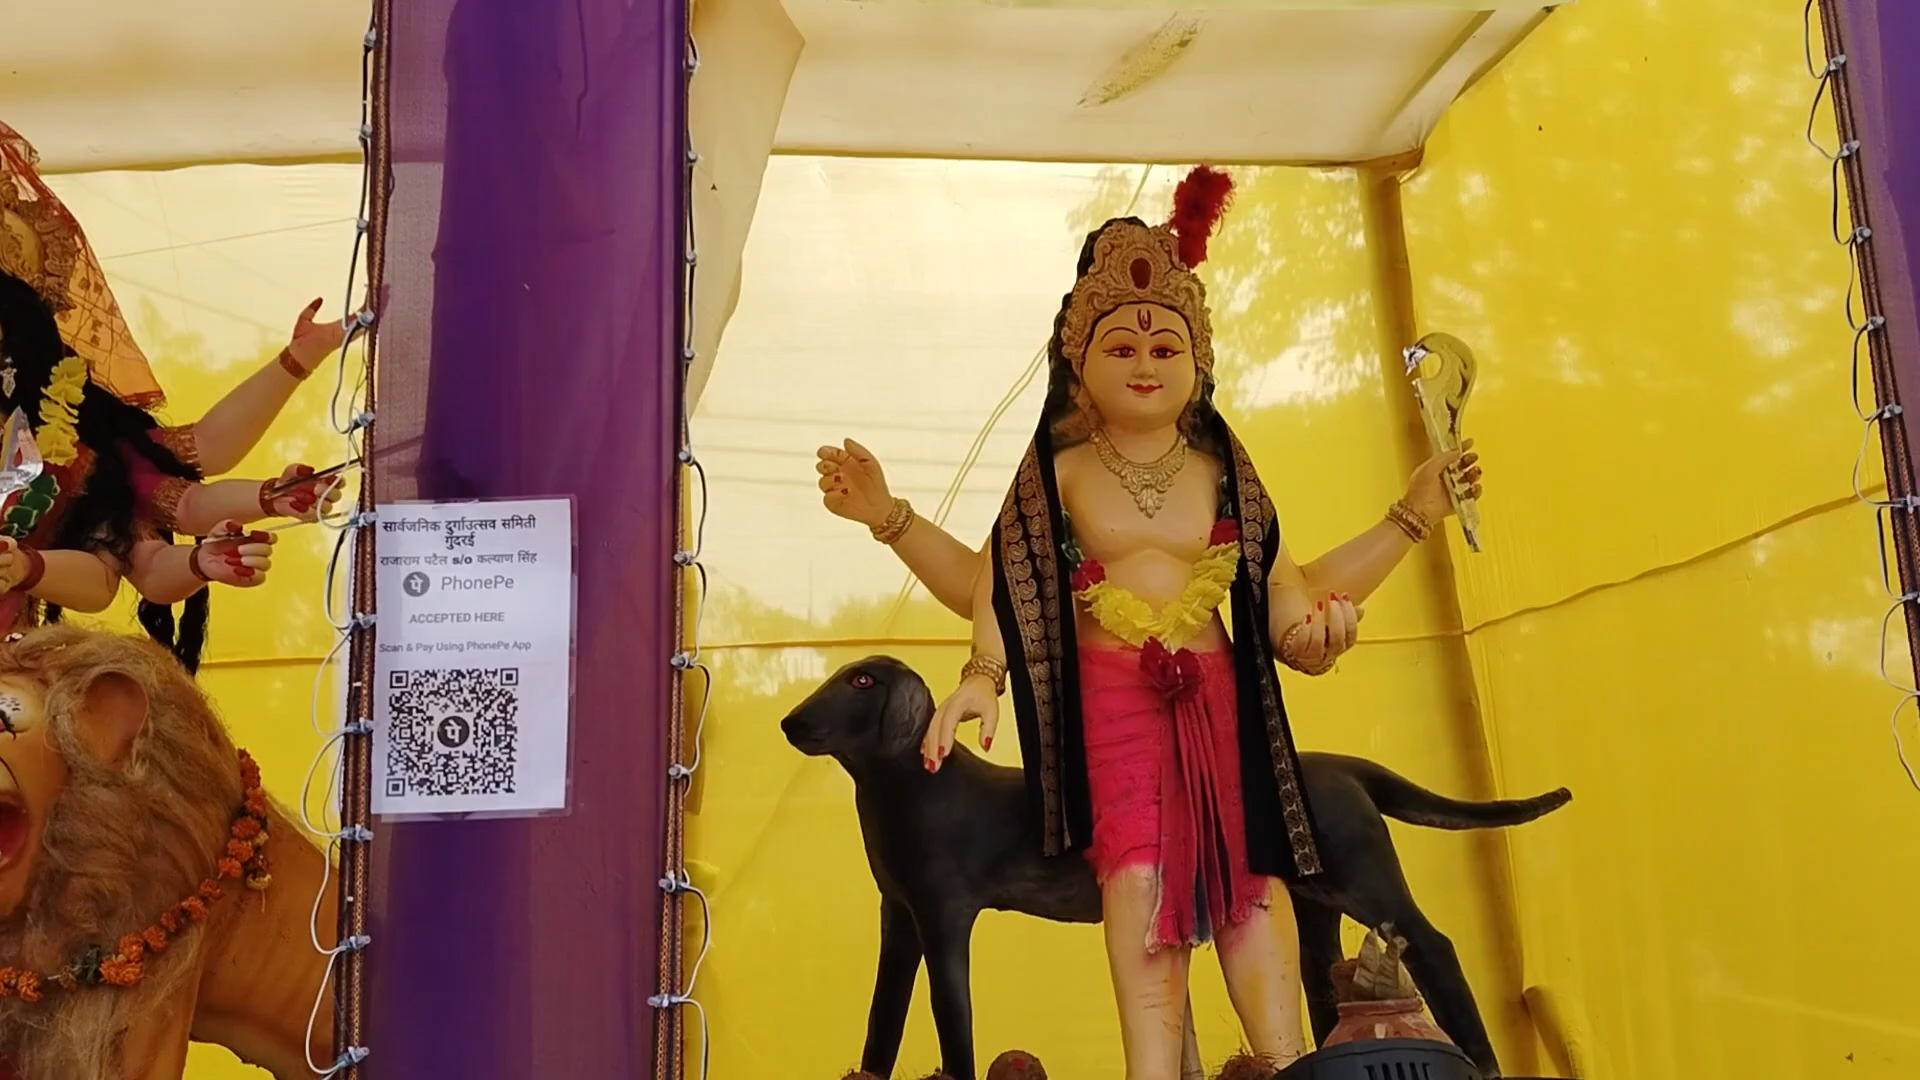 सार्वजनिक दुर्गाउत्सव समिती
गुंदरई
राजाराम पटैल s/o कल्याण सिंह
पे PhonePe
ACCEPTED HERE
Scan & Pay Using PhonePe App
पे